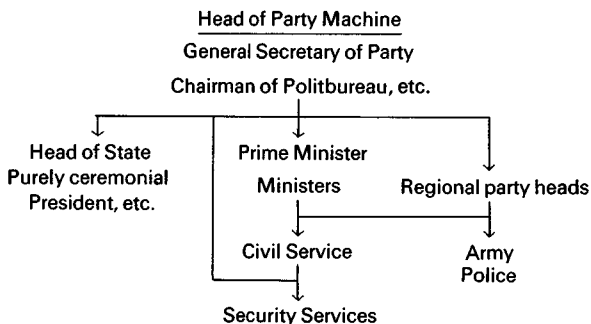 Head of Party Machine
General Secretary of Party
Chairman of Politbureau, etc.
Head of State
Purely ceremonial
President, etc.
Prime Minister
Ministers
Regional party heads
Civil Service
Army
Police
Security Services